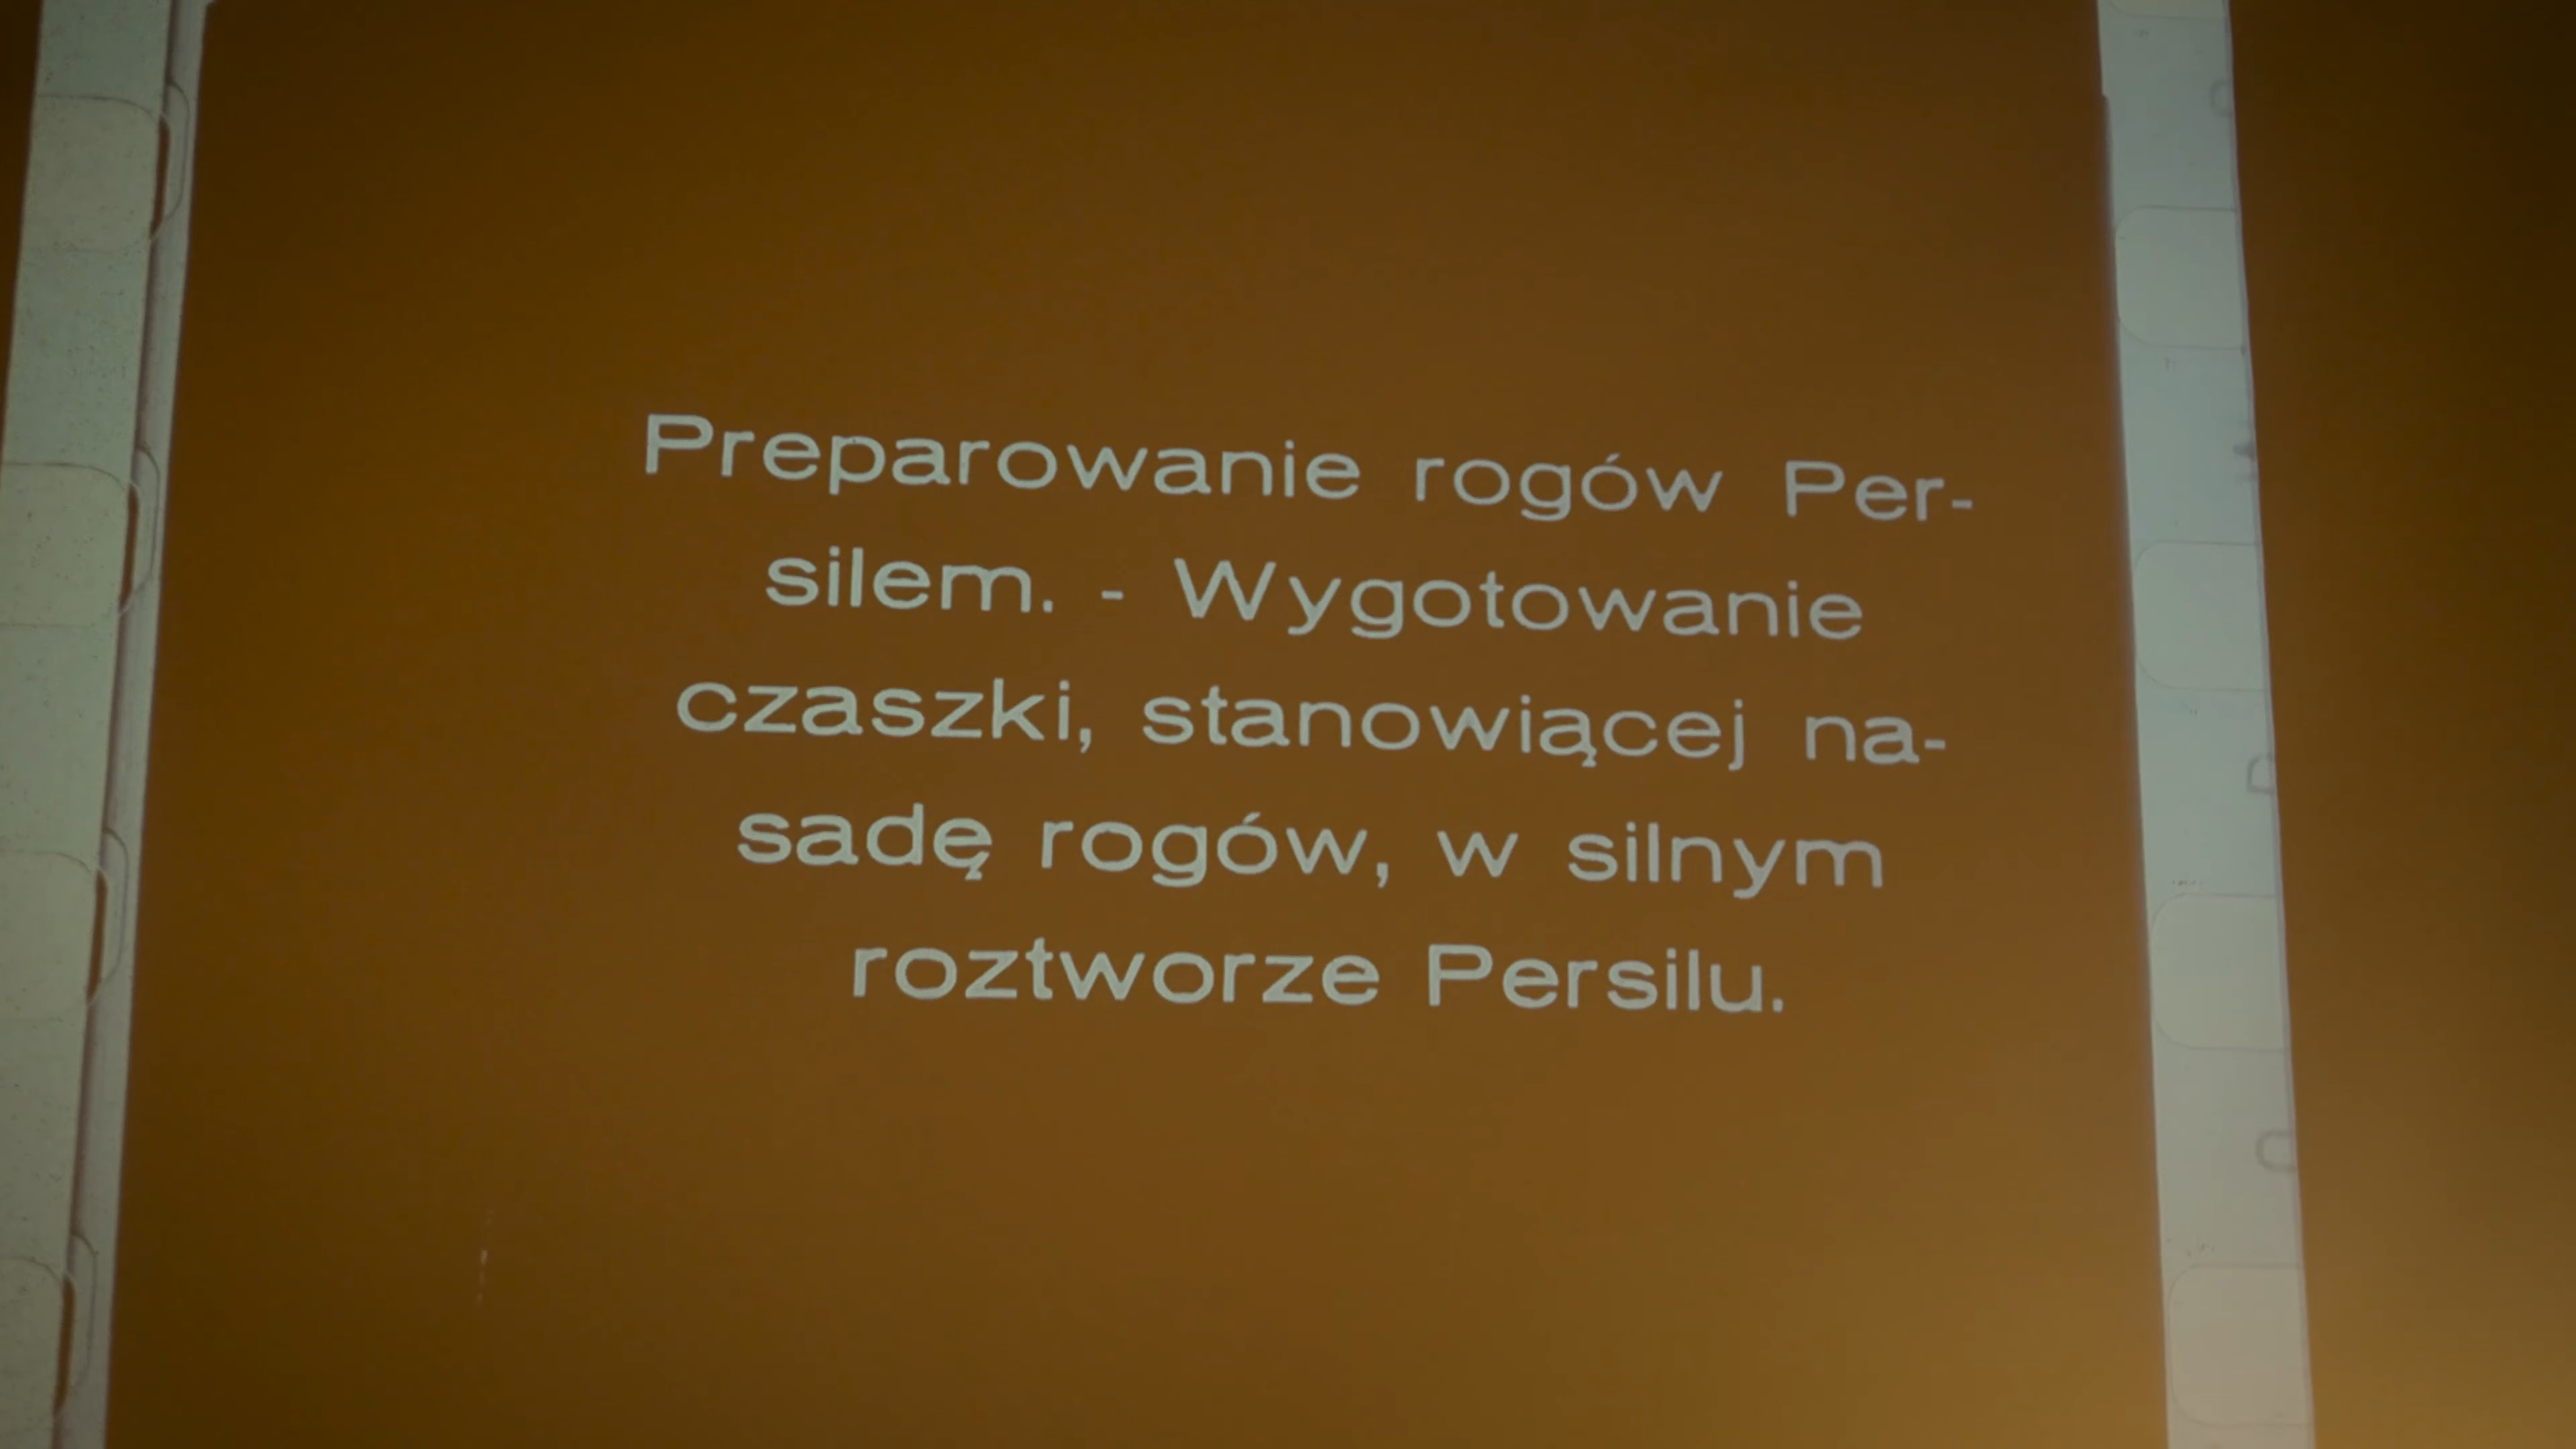 Preparowanie rogów Per-
silem. - Wygotowanie
czaszki, stanowiącej na-
sadę rogów, w silnym
roztworze Persilu.